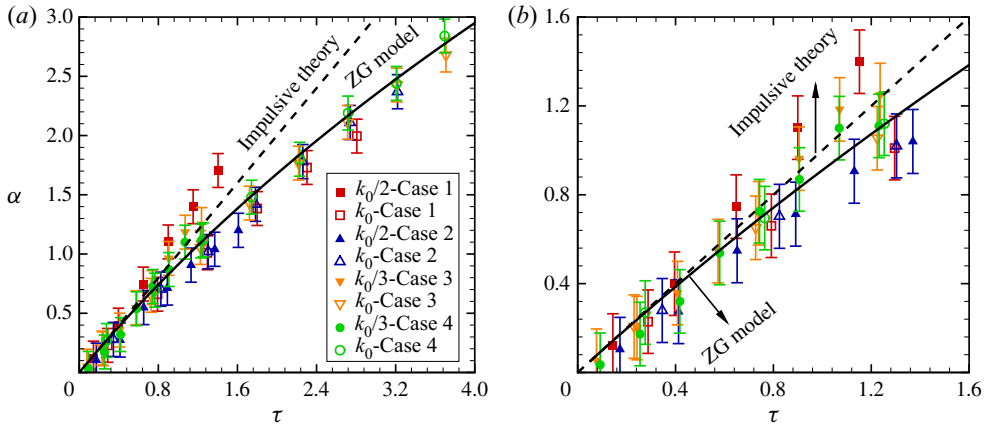 (a)
3.0
2.5
2.0
1.5
1.0
0.5
0
0.8
1.6
2.4
3.2
4.0
α
τ
Impulsive theory
ZG model
k₀/2-Case 1
k₀-Case 1
k₀/2-Case 2
k₀-Case 2
k₀/3-Case 3
k₀-Case 3
k₀/3-Case 4
k₀-Case 4
(b)
1.6
1.2
0.8
0.4
0
0.4
0.8
1.2
1.6
τ
Impulsive theory
ZG model